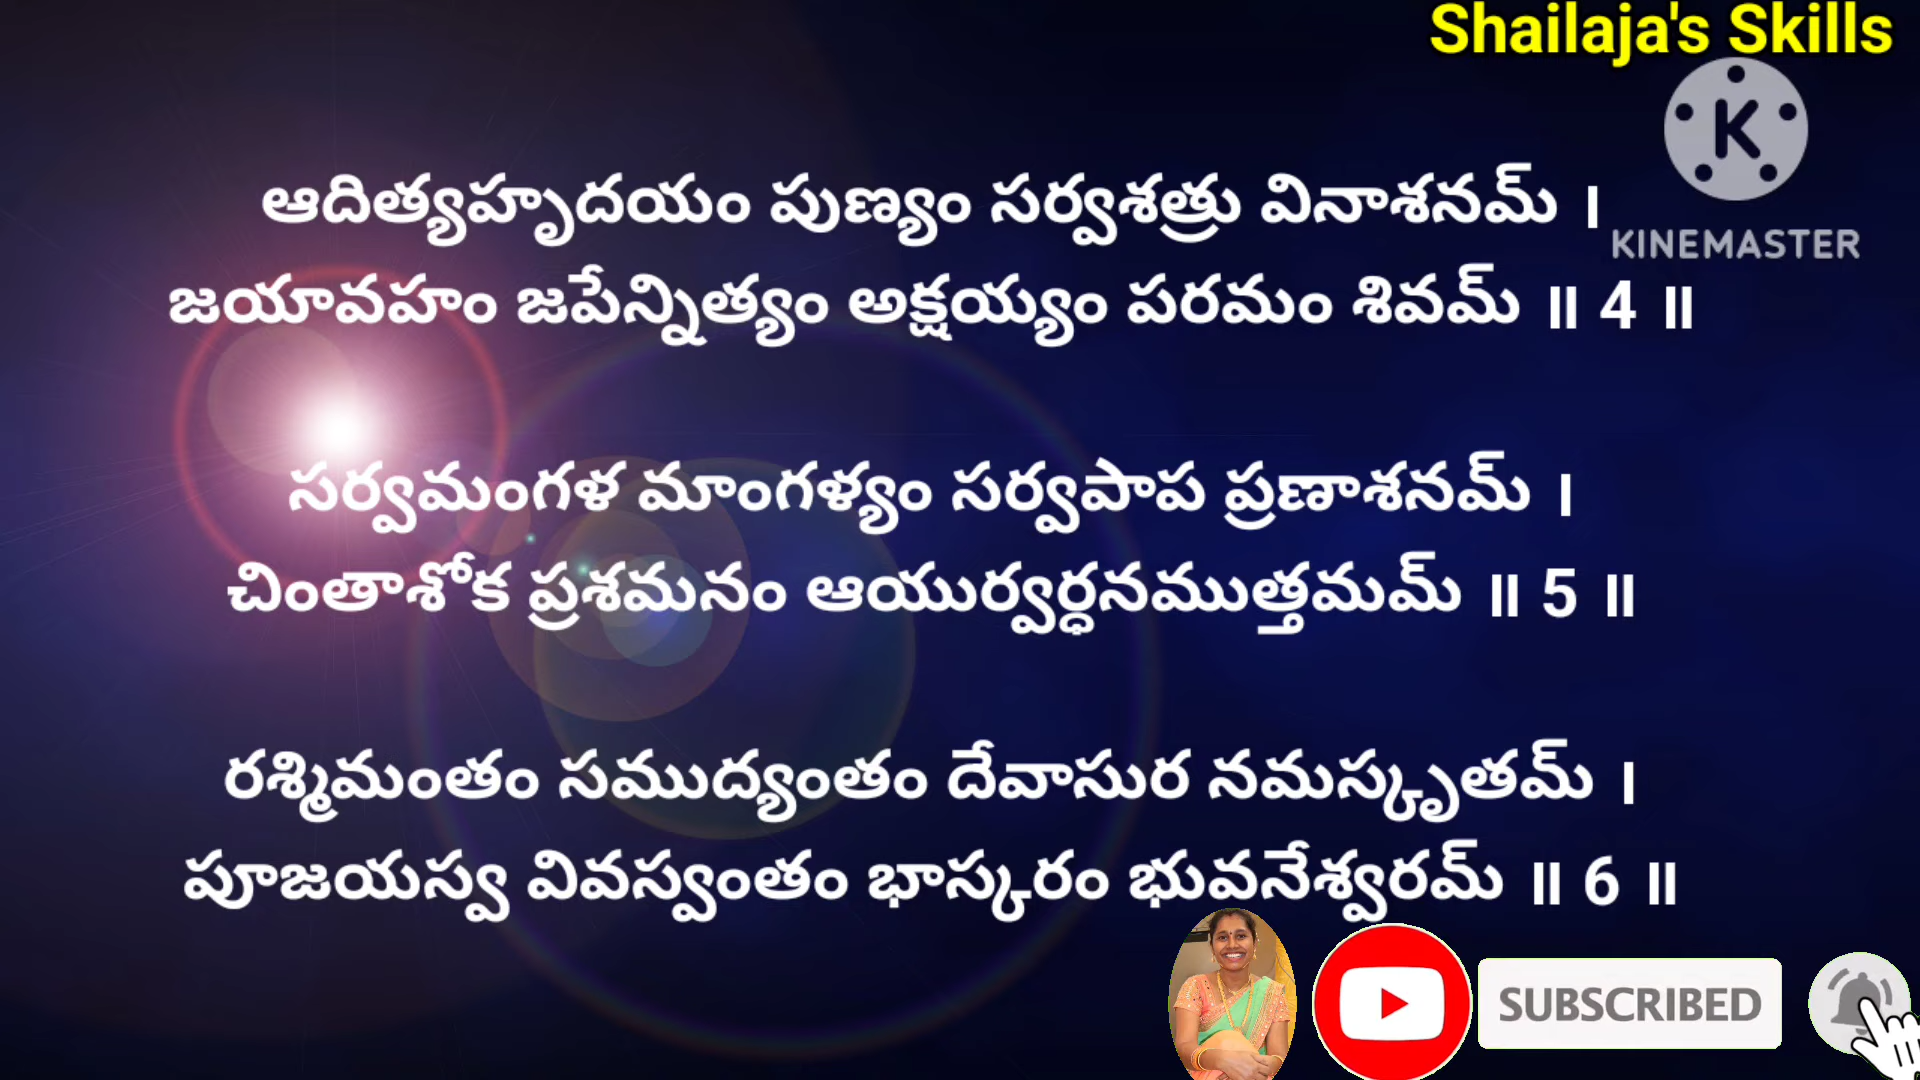 Shailaja's Skills
KINEMASTER
ఆదిత్యహృదయం పుణ్యం సర్వశత్రు వినాశనమ్ ।
జయావహం జపేన్నిత్యం అక్షయ్యం పరమం శివమ్ ॥ 4 ॥
సర్వమంగళ మాంగళ్యం సర్వపాప ప్రణాశనమ్ ।
చింతాశోక ప్రశమనం ఆయుర్వర్ధనముత్తమమ్ ॥ 5 ॥
రశ్మిమంతం సముద్యంతం దేవాసుర నమస్కృతమ్ ।
పూజయస్వ వివస్వంతం భాస్కరం భువనేశ్వరమ్ ॥ 6 ॥
SUBSCRIBED